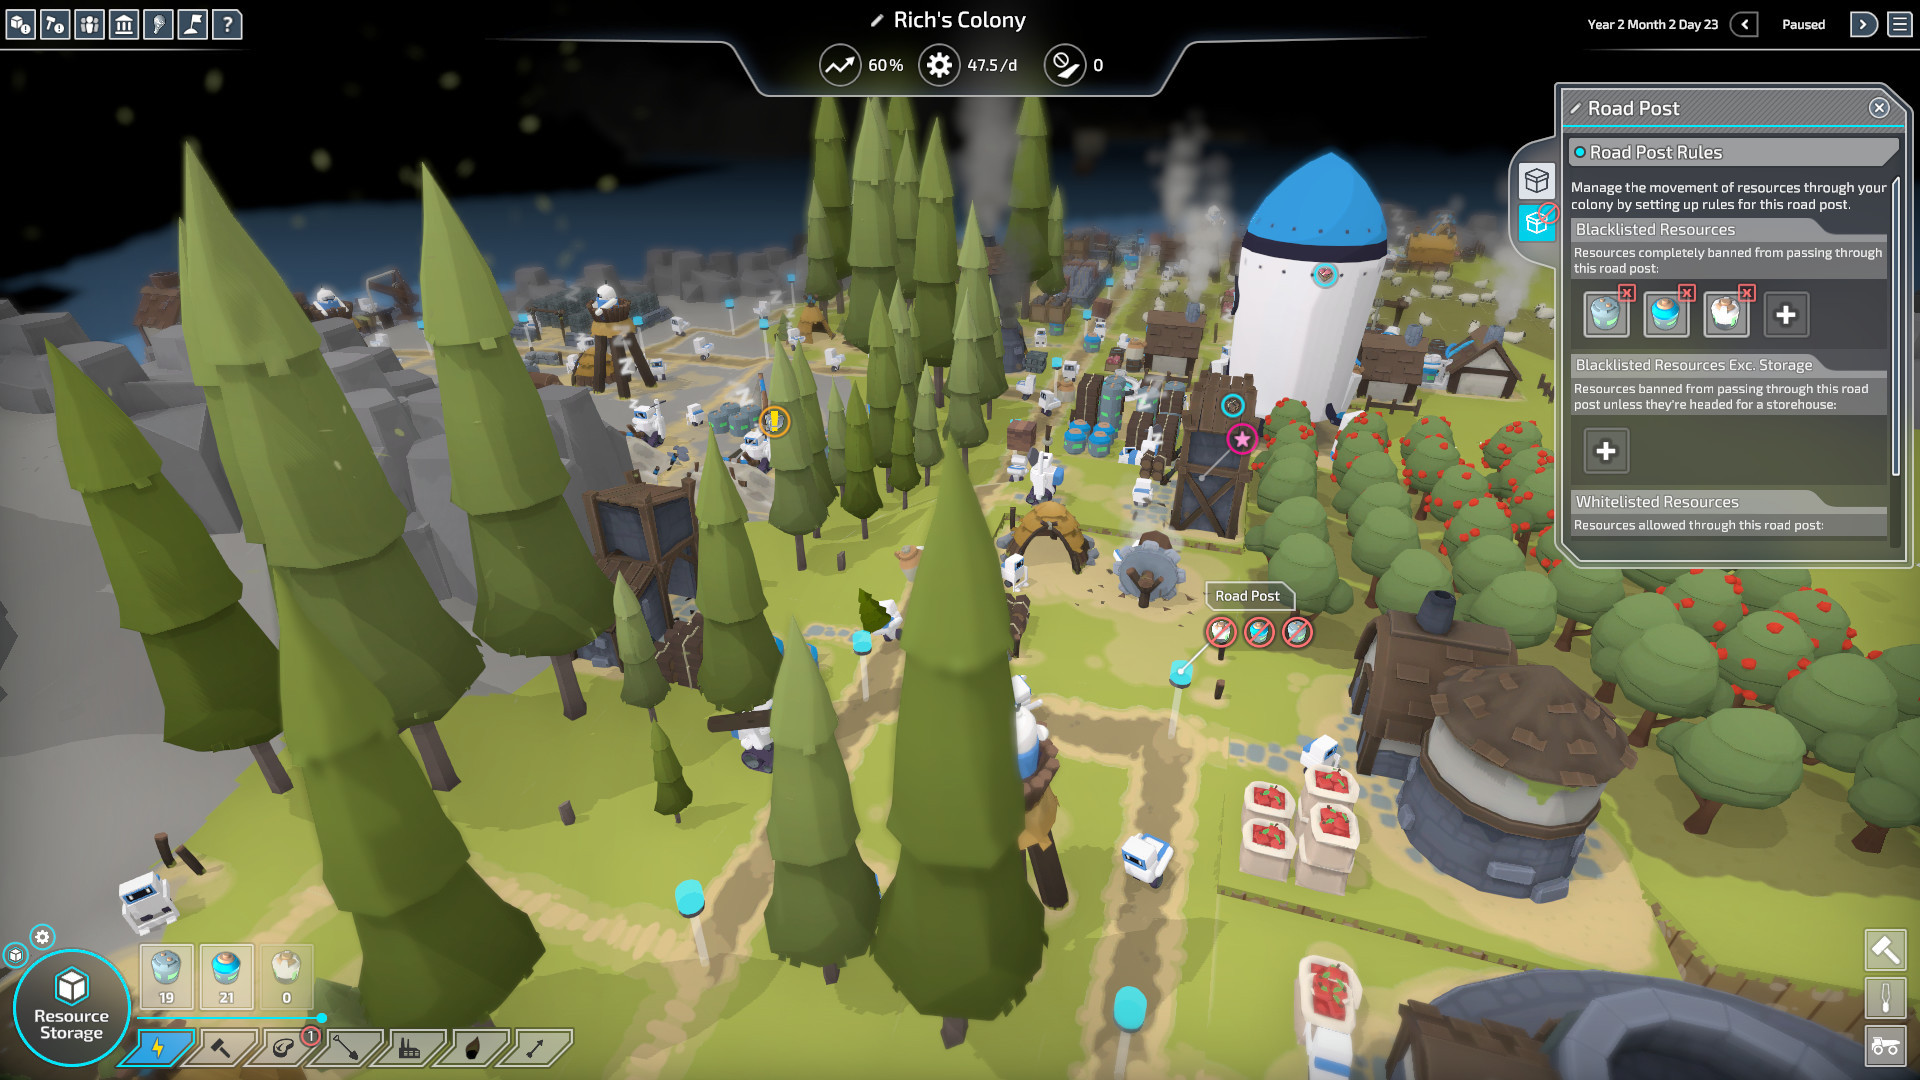 Rich's Colony
60%
47.5/d
0
Year 2 Month 2 Day 23
Paused
?
Road Post
Road Post Rules
Manage the movement of resources through your
colony by setting up rules for this road post.
Blacklisted Resources
Resources completely banned from passing through
this road post:
Blacklisted Resources Exc. Storage
Resources banned from passing through this road
post unless they're headed for a storehouse:
Whitelisted Resources
Resources allowed through this road post:
Road Post
Resource
Storage
19
21
0
1